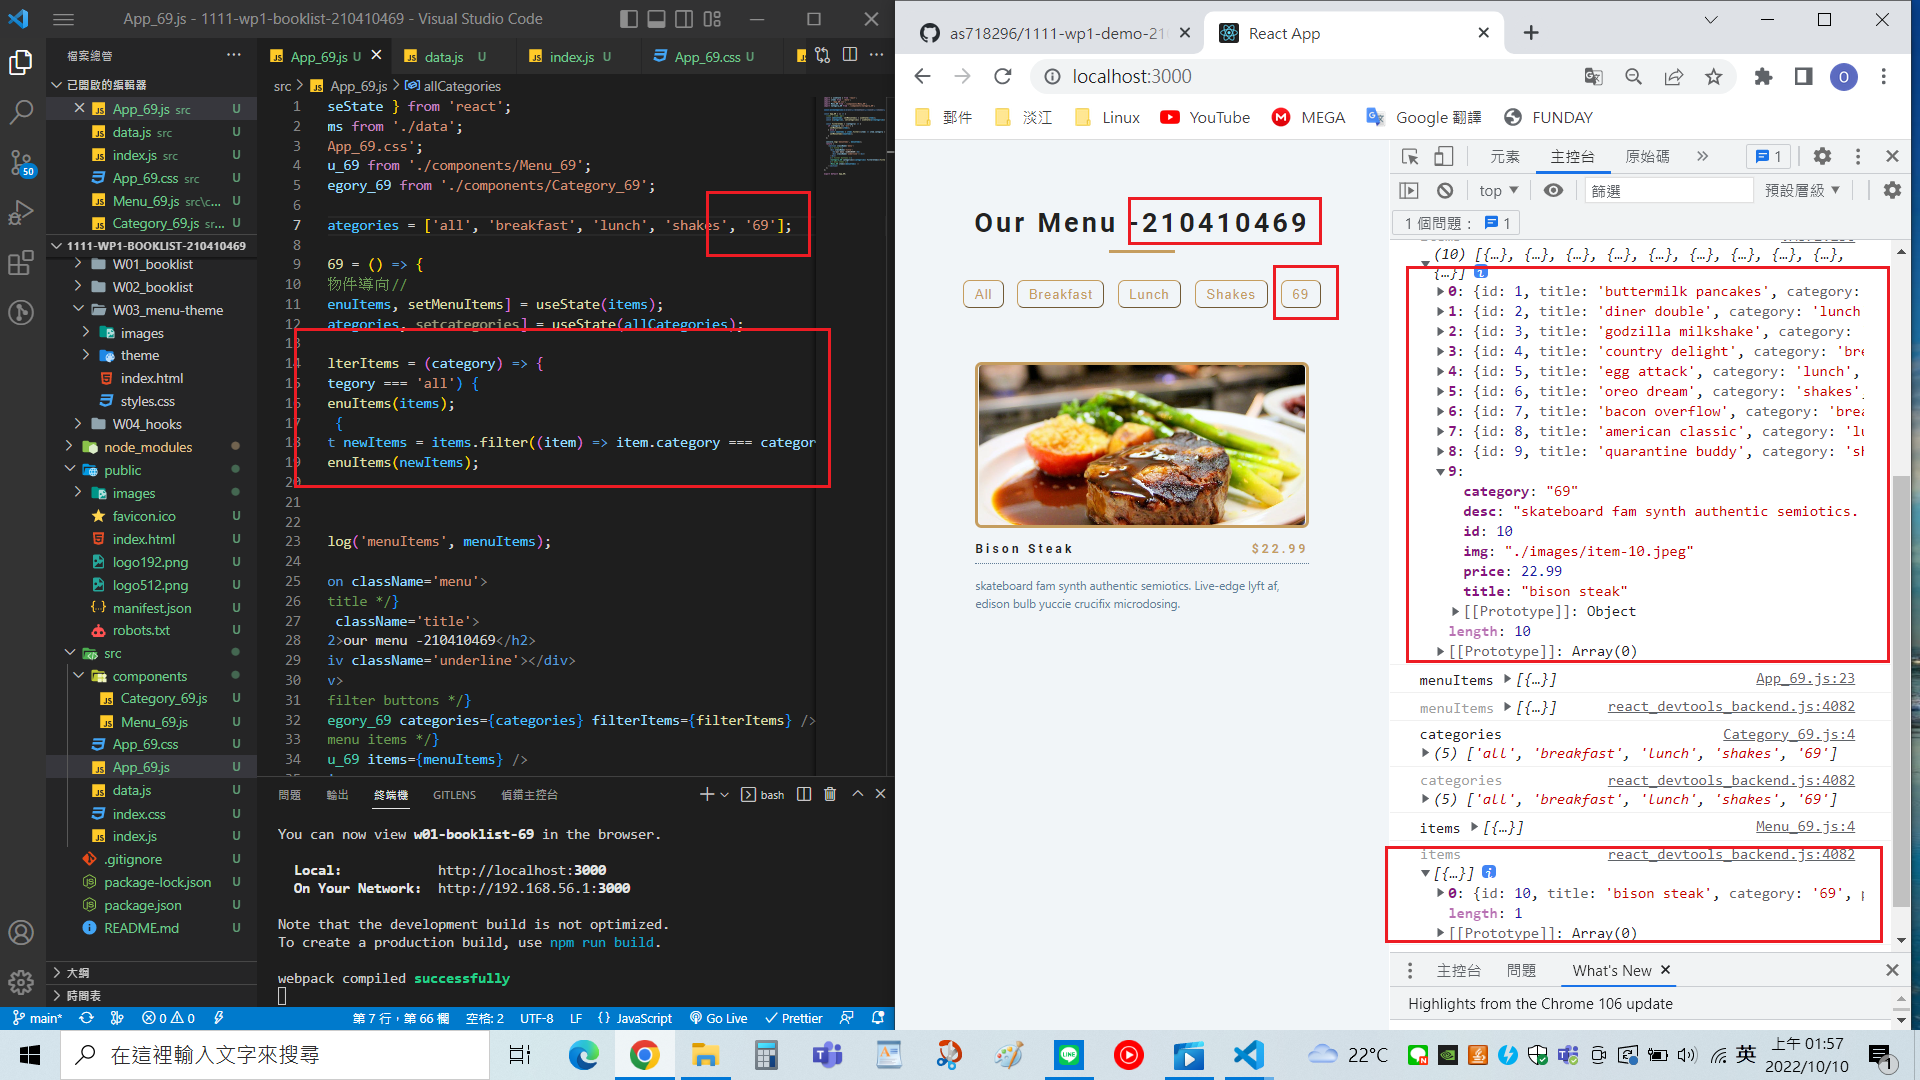 App_69.js - 1111-wp1-booklist-210410469 - Visual Studio Code
檔案總管
已開啟的編輯器
App_69.js src U
data.js src U
index.js src U
App_69.css src U
Menu_69.js src\c... U
Category_69.js sr... U
1111-WP1-BOOKLIST-210410469
W01_booklist
W02_booklist
W03_menu-theme
images
theme
index.html
styles.css
W04_hooks
node_modules
public
images
favicon.ico U
index.html U
logo192.png U
logo512.png U
manifest.json U
robots.txt U
src
components
Category_69.js U
Menu_69.js U
App_69.css U
App_69.js U
data.js U
index.css U
index.js U
.gitignore U
package-lock.json U
package.json U
README.md U
大綱
時間表
50
App_69.js U
data.js U
index.js U
App_69.css U
src > App_69.js > allCategories
1 seState } from 'react';
2 ms from './data';
3 App_69.css';
4 u_69 from './components/Menu_69';
5 egory_69 from './components/Category_69';
6
7 ategories = ['all', 'breakfast', 'lunch', 'shakes', '69'];
8
9 69 = () => {
10 物件導向//
11 enuItems, setMenuItems] = useState(items);
12 ategories, setcategories] = useState(allCategories);
13
14 lterItems = (category) => {
15 tegory === 'all') {
16 enuItems(items);
17 {
18 t newItems = items.filter((item) => item.category === categor
19 enuItems(newItems);
20
21
22
23 log('menuItems', menuItems);
24
25 on className='menu'>
26 title */}
27 className='title'>
28 2>our menu -210410469</h2>
29 iv className='underline'></div>
30 v>
31 filter buttons */}
32 egory_69 categories={categories} filterItems={filterItems} />
33 menu items */}
34 u_69 items={menuItems} />
問題 輸出 終端機 GITLENS 偵錯主控台
bash
You can now view w01-booklist-69 in the browser.
Local: http://localhost:3000
On Your Network: http://192.168.56.1:3000
Note that the development build is not optimized.
To create a production build, use npm run build.
webpack compiled successfully
main* 0 0 第 7 行，第 66 欄 空格: 2 UTF-8 LF {} JavaScript Go Live Prettier
as718296/1111-wp1-demo-21
React App
localhost:3000
O
郵件 淡江 Linux YouTube MEGA Google 翻譯 FUNDAY
Our Menu -210410469
All Breakfast Lunch Shakes 69
Bison Steak $22.99
skateboard fam synth authentic semiotics. Live-edge lyft af,
edison bulb yuccie crucifix microdosing.
元素 主控台 原始碼 » 1
top ▼ 篩選 預設層級 ▼
1 個問題： 1
(10) [{…}, {…}, {…}, {…}, {…}, {…}, {…}, {…}, {…},
{…}]
0: {id: 1, title: 'buttermilk pancakes', category:
1: {id: 2, title: 'diner double', category: 'lunch
2: {id: 3, title: 'godzilla milkshake', category:
3: {id: 4, title: 'country delight', category: 'bre
4: {id: 5, title: 'egg attack', category: 'lunch',
5: {id: 6, title: 'oreo dream', category: 'shakes',
6: {id: 7, title: 'bacon overflow', category: 'brea
7: {id: 8, title: 'american classic', category: 'lu
8: {id: 9, title: 'quarantine buddy', category: 'sh
9:
category: "69"
desc: "skateboard fam synth authentic semiotics.
id: 10
img: "./images/item-10.jpeg"
price: 22.99
title: "bison steak"
[[Prototype]]: Object
length: 10
[[Prototype]]: Array(0)
menuItems [{…}] App_69.js:23
menuItems [{…}] react_devtools_backend.js:4082
categories Category_69.js:4
(5) ['all', 'breakfast', 'lunch', 'shakes', '69']
categories react_devtools_backend.js:4082
(5) ['all', 'breakfast', 'lunch', 'shakes', '69']
items [{…}] Menu_69.js:4
items react_devtools_backend.js:4082
[{…}]
0: {id: 10, title: 'bison steak', category: '69', p
length: 1
[[Prototype]]: Array(0)
主控台 問題 What's New
Highlights from the Chrome 106 update
在這裡輸入文字來搜尋
22°C
英
上午 01:57
2022/10/10
1